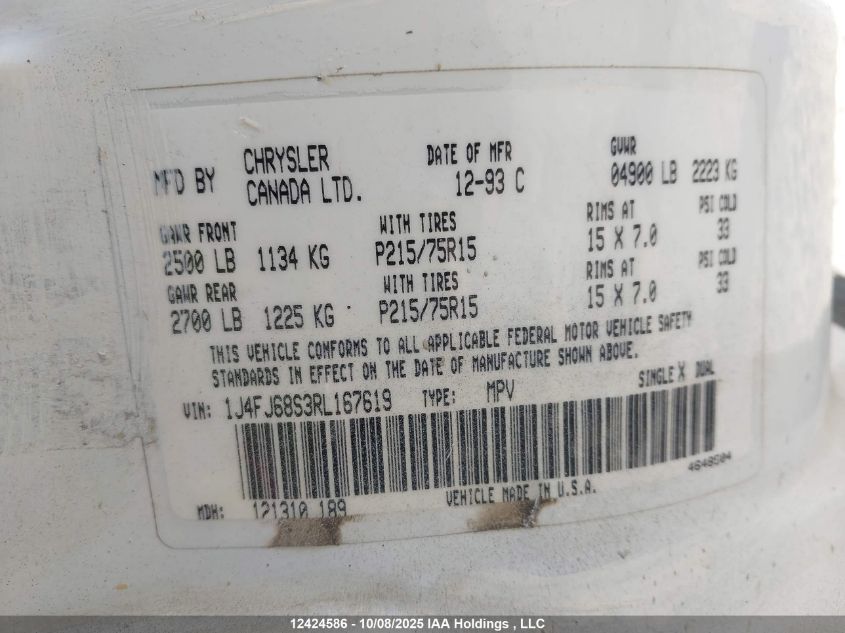 MFD BY CHRYSLER CANADA LTD. DATE OF MFR 12-93 C GVWR 04900 LB 2223 KG
GAWR FRONT WITH TIRES RIMS AT PSI COLD
2500 LB 1134 KG P215/75R15 15 X 7.0 33
GAWR REAR WITH TIRES RIMS AT PSI COLD
2700 LB 1225 KG P215/75R15 15 X 7.0 33
THIS VEHICLE CONFORMS TO ALL APPLICABLE FEDERAL MOTOR VEHICLE SAFETY
STANDARDS IN EFFECT ON THE DATE OF MANUFACTURE SHOWN ABOVE.
VIN: 1J4FJ68S3RL167619 TYPE: MPV SINGLE X DUAL
4648504
MDH: 121310 189 VEHICLE MADE IN U.S.A.
12424586 - 10/08/2025 IAA Holdings , LLC